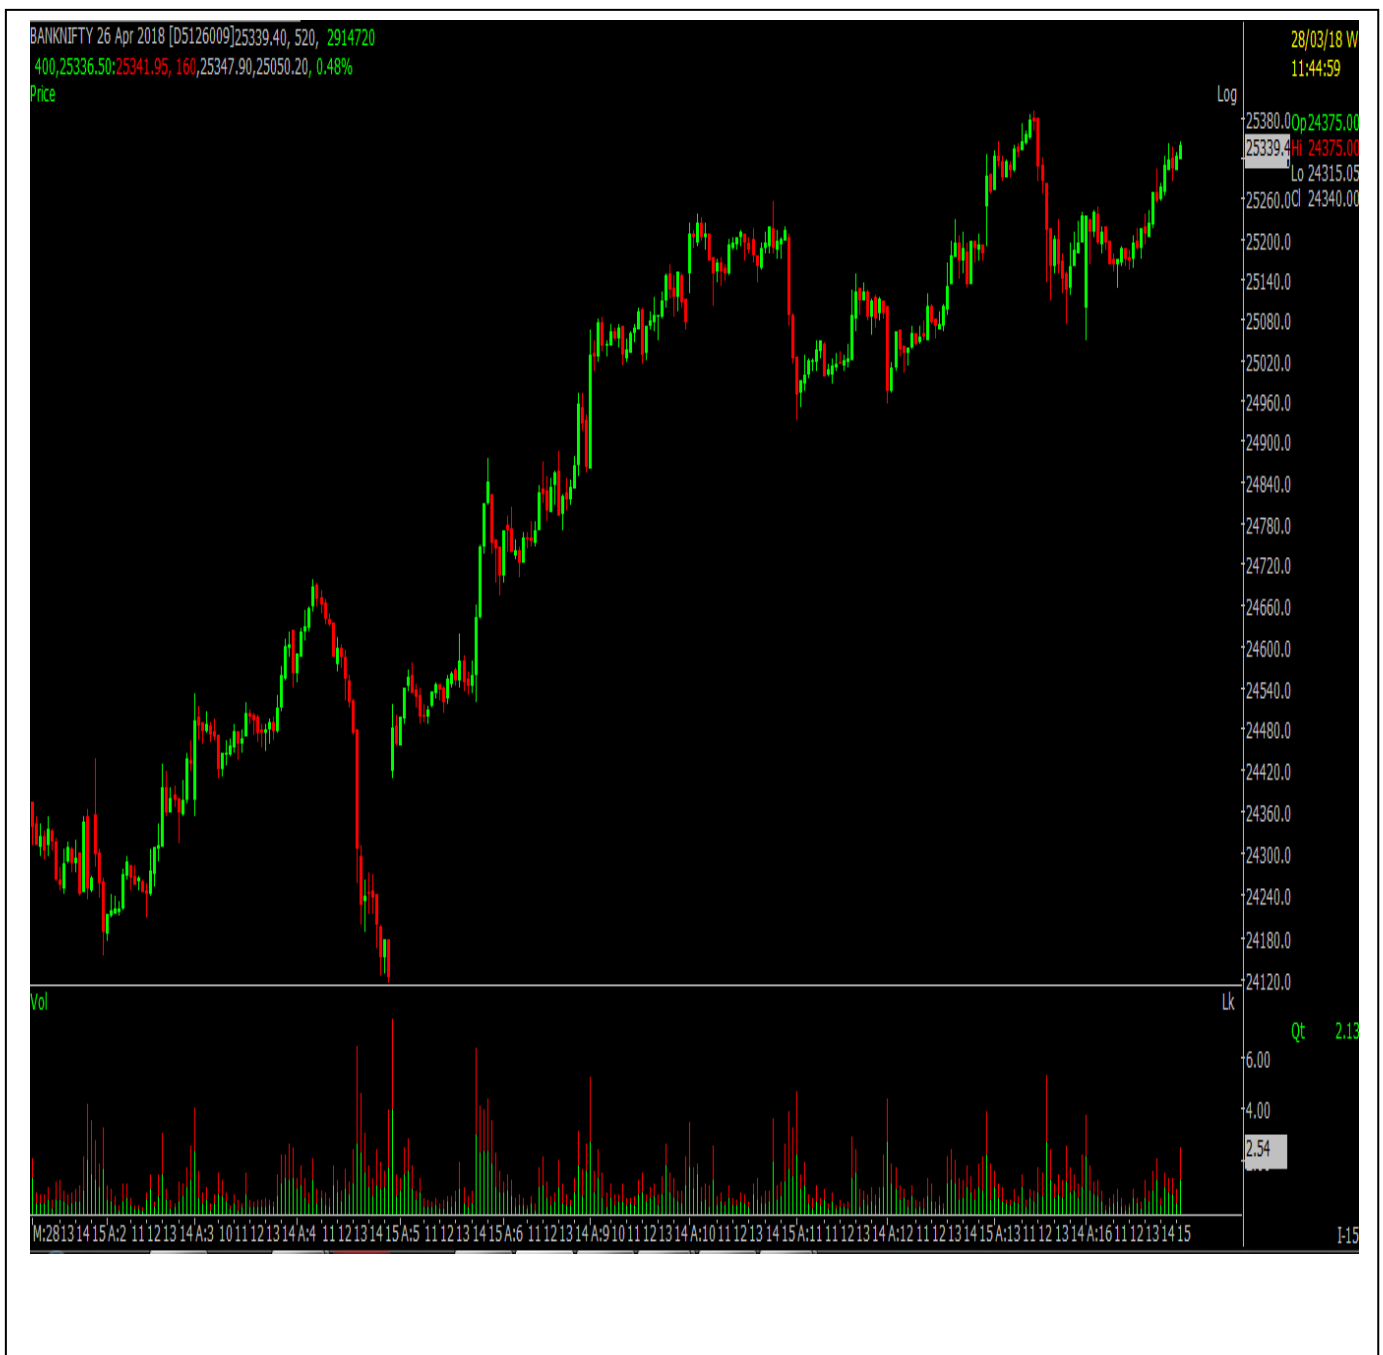 BANKNIFTY 26 Apr 2018 [D5126009]25339.40, 520, 2914720
400,25336.50:25341.95, 160,25347.90,25050.20, 0.48%
Price
Log
28/03/18 W
11:44:59
Op 24375.00
Hi 24375.00
Lo 24315.05
Cl 24340.00
25380.0
25339.4
25260.0
25200.0
25140.0
25080.0
25020.0
24960.0
24900.0
24840.0
24780.0
24720.0
24660.0
24600.0
24540.0
24480.0
24420.0
24360.0
24300.0
24240.0
24180.0
24120.0
Vol
Lk
Qt 2.13
6.00
4.00
2.54
M:28 13 14 15 A:2 11 12 13 14 A:3 10 11 12 13 14 A:4 11 12 13 14 15 A:5 11 12 13 14 15 A:6 11 12 13 14 A:9 10 11 12 13 14 A:10 11 12 13 14 15 A:11 11 12 13 14 A:12 11 12 13 14 15 A:13 11 12 13 14 A:16 11 12 13 14 15
I-15